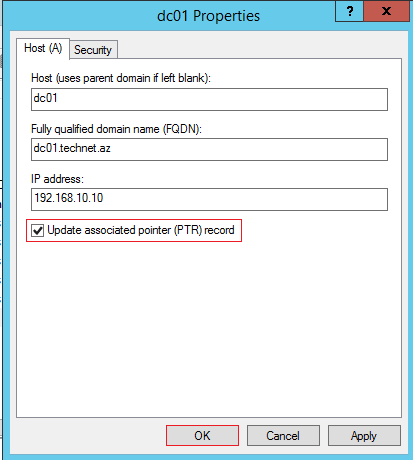 dc01 Properties
?
x
Host (A)
Security
Host (uses parent domain if left blank):
dc01
Fully qualified domain name (FQDN):
dc01.technet.az
IP address:
192.168.10.10
Update associated pointer (PTR) record
OK
Cancel
Apply